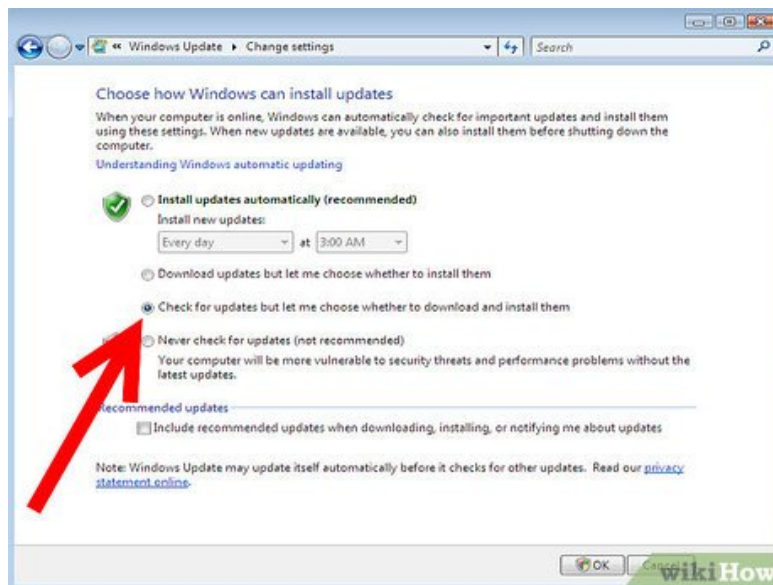 « Windows Update ▸ Change settings
Search
Choose how Windows can install updates
When your computer is online, Windows can automatically check for important updates and install them
using these settings. When new updates are available, you can also install them before shutting down the
computer.
Understanding Windows automatic updating
Install updates automatically (recommended)
Install new updates:
Every day at 3:00 AM
Download updates but let me choose whether to install them
Check for updates but let me choose whether to download and install them
Never check for updates (not recommended)
Your computer will be more vulnerable to security threats and performance problems without the
latest updates.
Recommended updates
Include recommended updates when downloading, installing, or notifying me about updates
Note: Windows Update may update itself automatically before it checks for other updates. Read our privacy
statement online.
OK Cancel
wikiHow